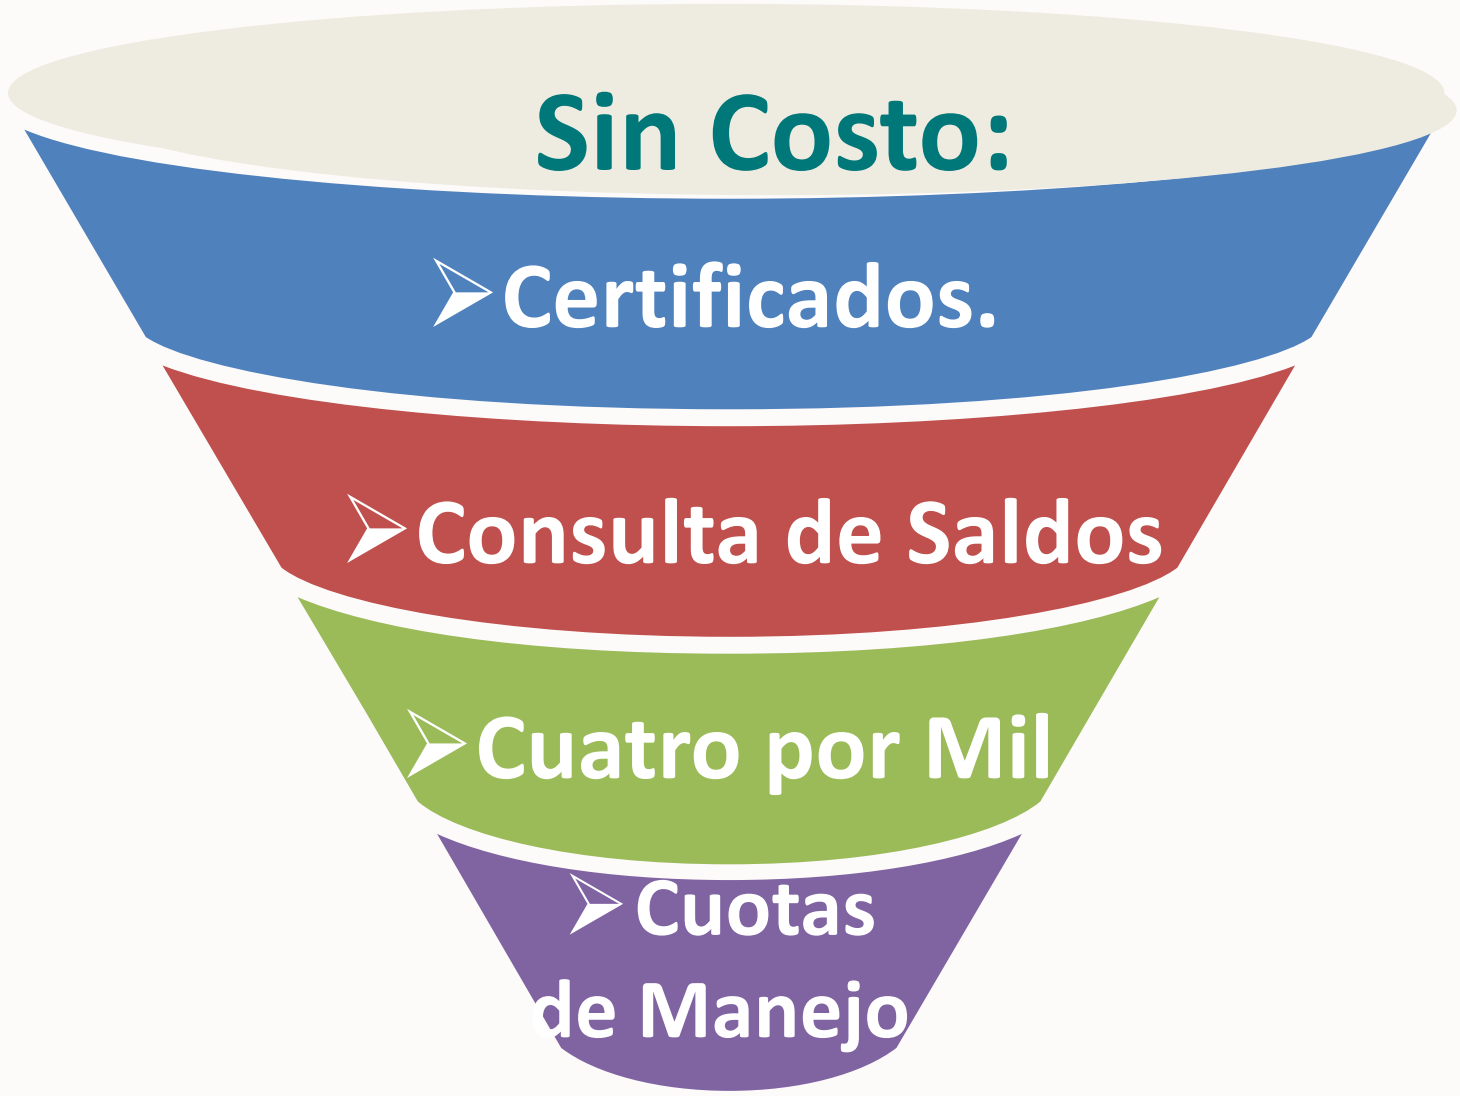 Sin Costo:
➢Certificados.
➢Consulta de Saldos
➢Cuatro por Mil
➢Cuotas
de Manejo